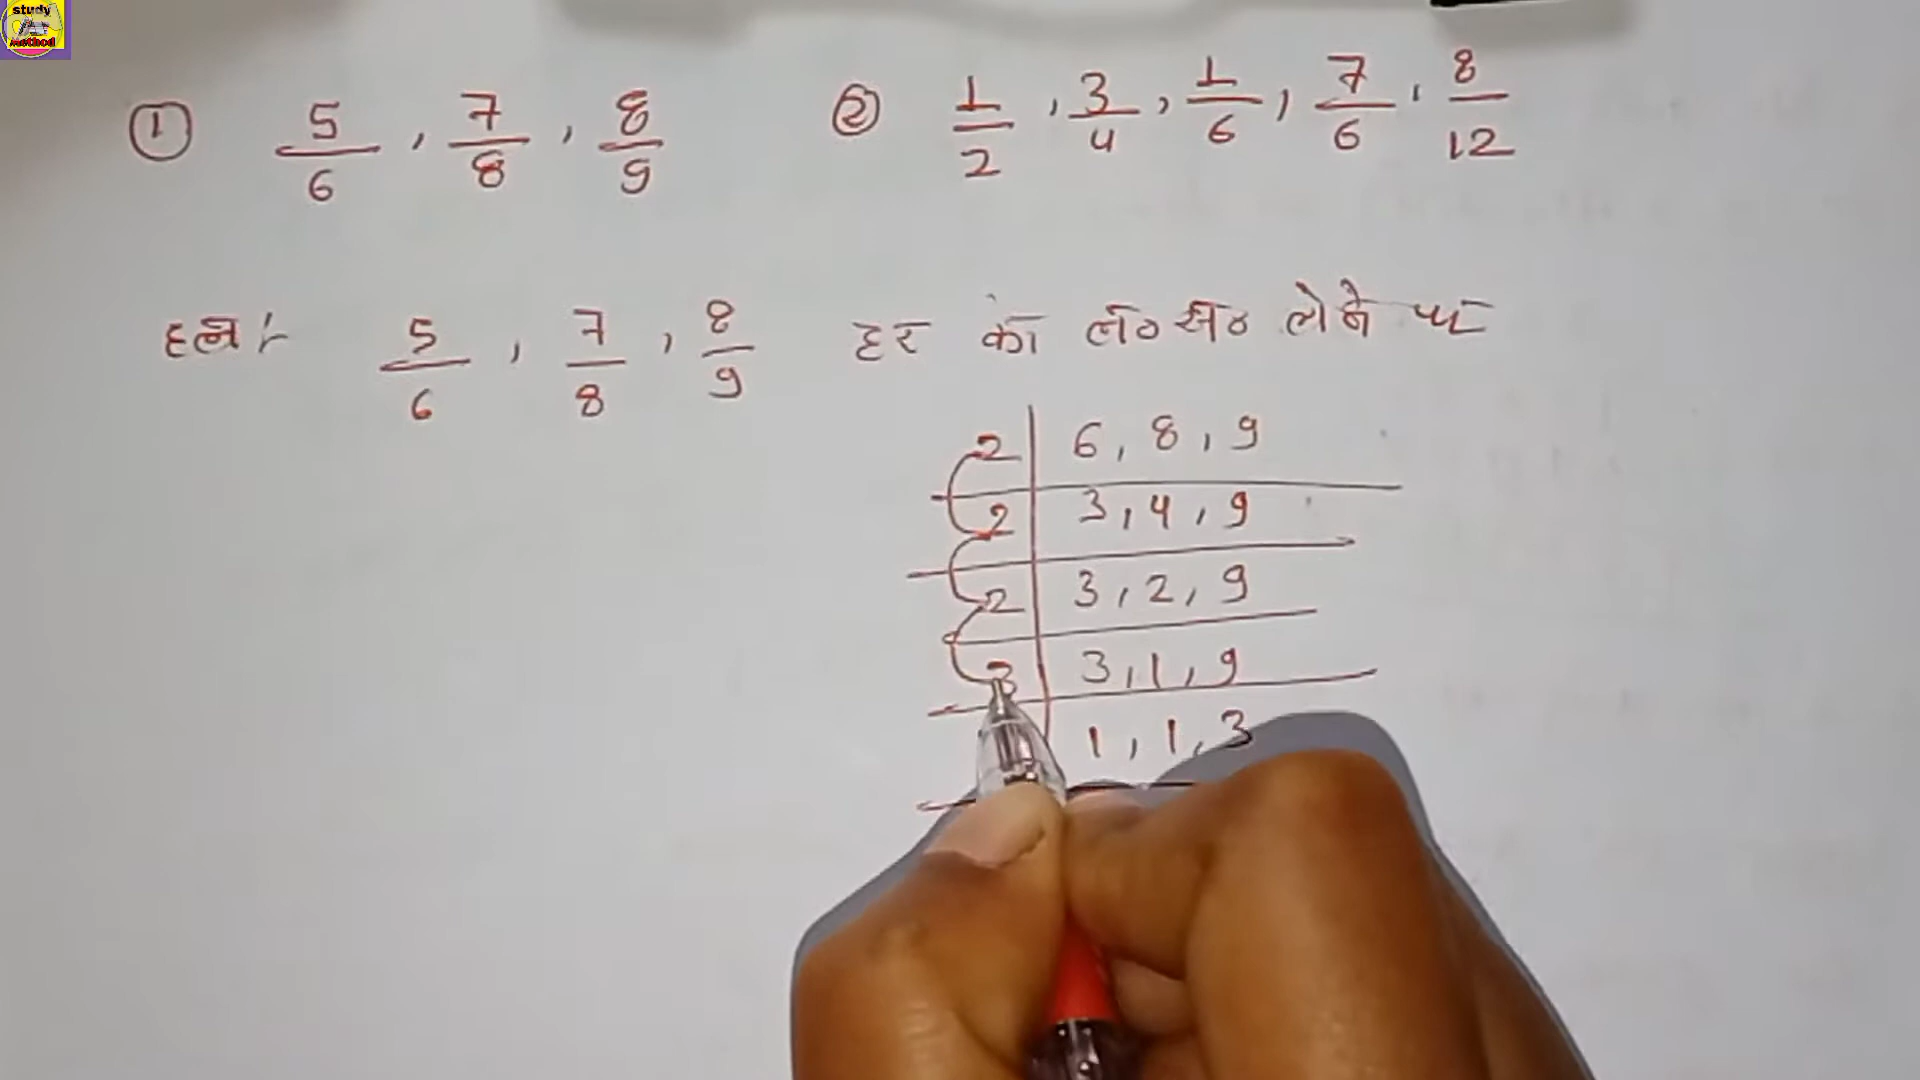 study
Method
① 5/6 , 7/8 , 8/9 ② 1/2 , 3/4 , 1/6 , 7/6 , 8/12
हल :- 5/6 , 7/8 , 8/9 हर का ल० स० लेने पर
2 | 6 , 8 , 9
2 | 3 , 4 , 9
2 | 3 , 2 , 9
3 | 3 , 1 , 9
1 , 1 , 3